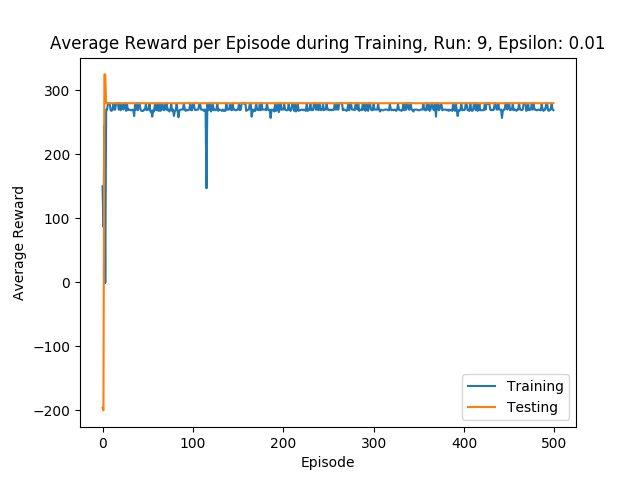 Average Reward per Episode during Training, Run: 9, Epsilon: 0.01
Average Reward
300
200
100
0
−100
−200
0 100 200 300 400 500
Episode
Training
Testing